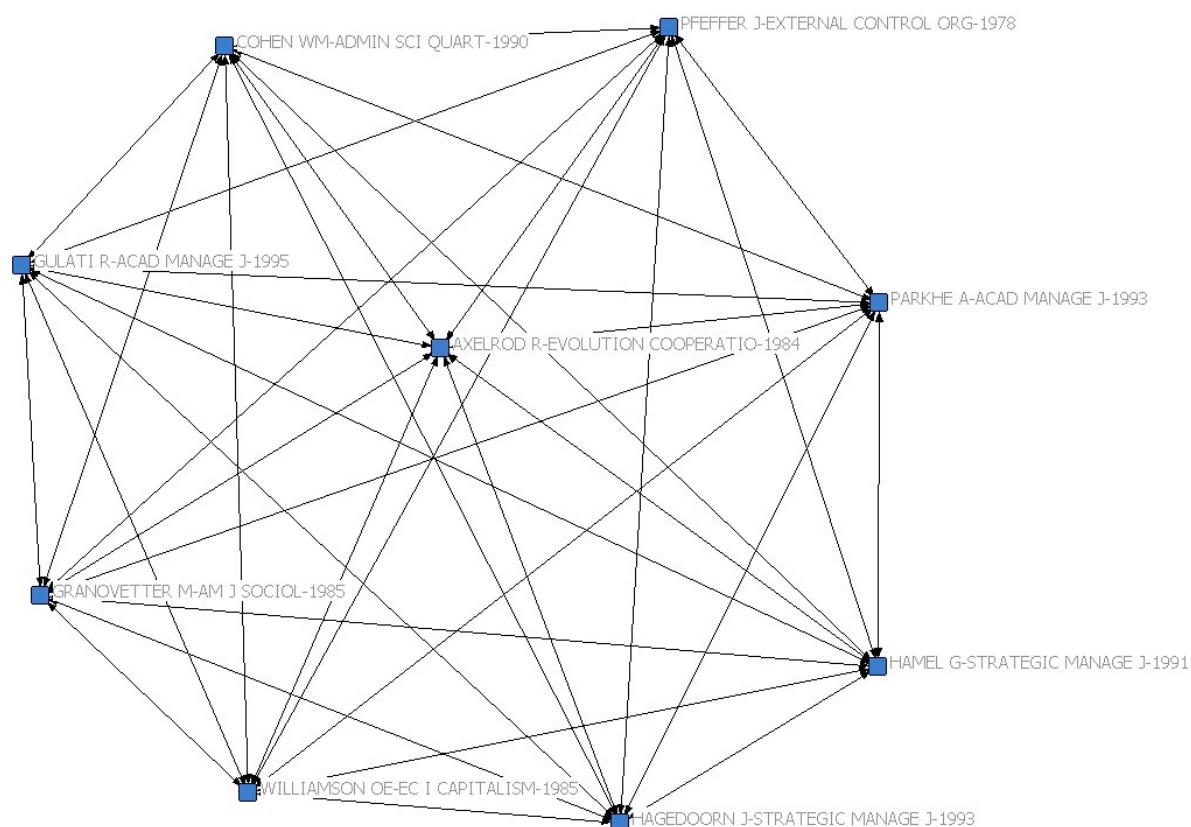 PFEFFER J-EXTERNAL CONTROL ORG-1978
COHEN WM-ADMIN SCI QUART-1990
GULATI R-ACAD MANAGE J-1995
PARKHE A-ACAD MANAGE J-1993
AXELROD R-EVOLUTION COOPERATIO-1984
GRANOVETTER M-AM J SOCIOL-1985
HAMEL G-STRATEGIC MANAGE J-1991
WILLIAMSON OE-EC I CAPITALISM-1985
HAGEDOORN J-STRATEGIC MANAGE J-1993